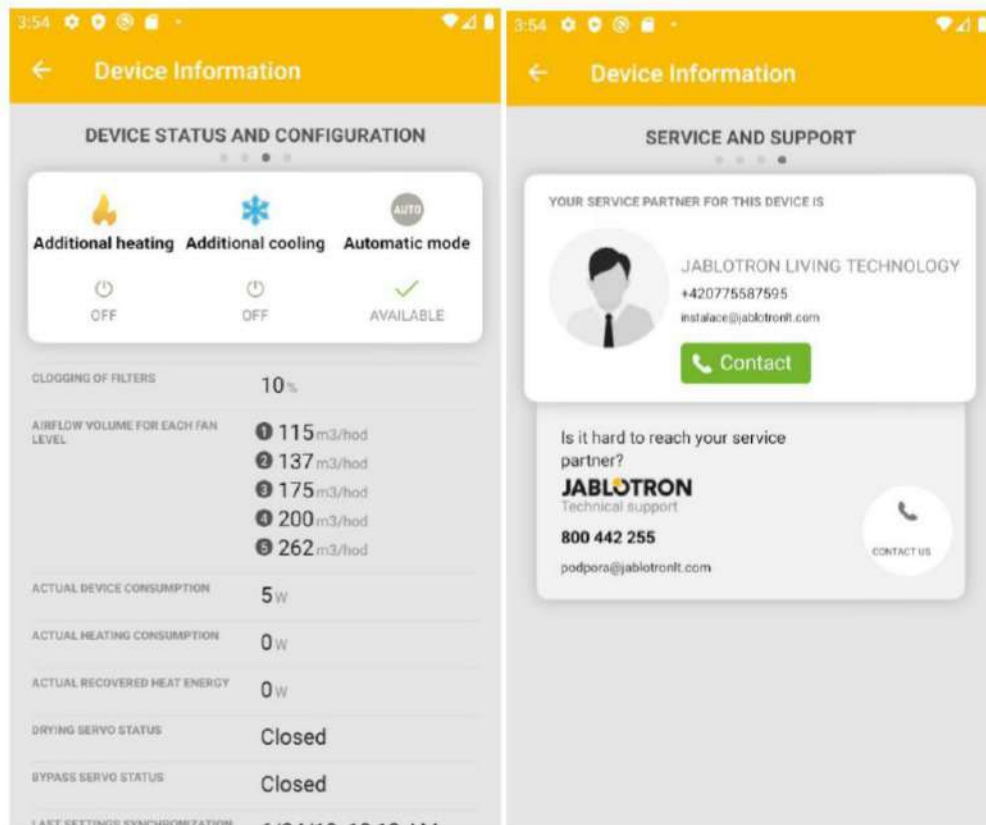 3:54
Device Information
DEVICE STATUS AND CONFIGURATION
AUTO
Additional heating Additional cooling Automatic mode
OFF OFF AVAILABLE
CLOGGING OF FILTERS 10 %
AIRFLOW VOLUME FOR EACH FAN LEVEL
1 115 m3/hod
2 137 m3/hod
3 175 m3/hod
4 200 m3/hod
5 262 m3/hod
ACTUAL DEVICE CONSUMPTION 5 W
ACTUAL HEATING CONSUMPTION 0 W
ACTUAL RECOVERED HEAT ENERGY 0 W
DRYING SERVO STATUS Closed
BYPASS SERVO STATUS Closed
LAST SETTINGS SYNCHRONIZATION
3:54
Device Information
SERVICE AND SUPPORT
YOUR SERVICE PARTNER FOR THIS DEVICE IS
JABLOTRON LIVING TECHNOLOGY
+420775587595
instalace@jablotronlt.com
Contact
Is it hard to reach your service
partner?
JABLOTRON
Technical support
800 442 255
CONTACT US
podpora@jablotronlt.com